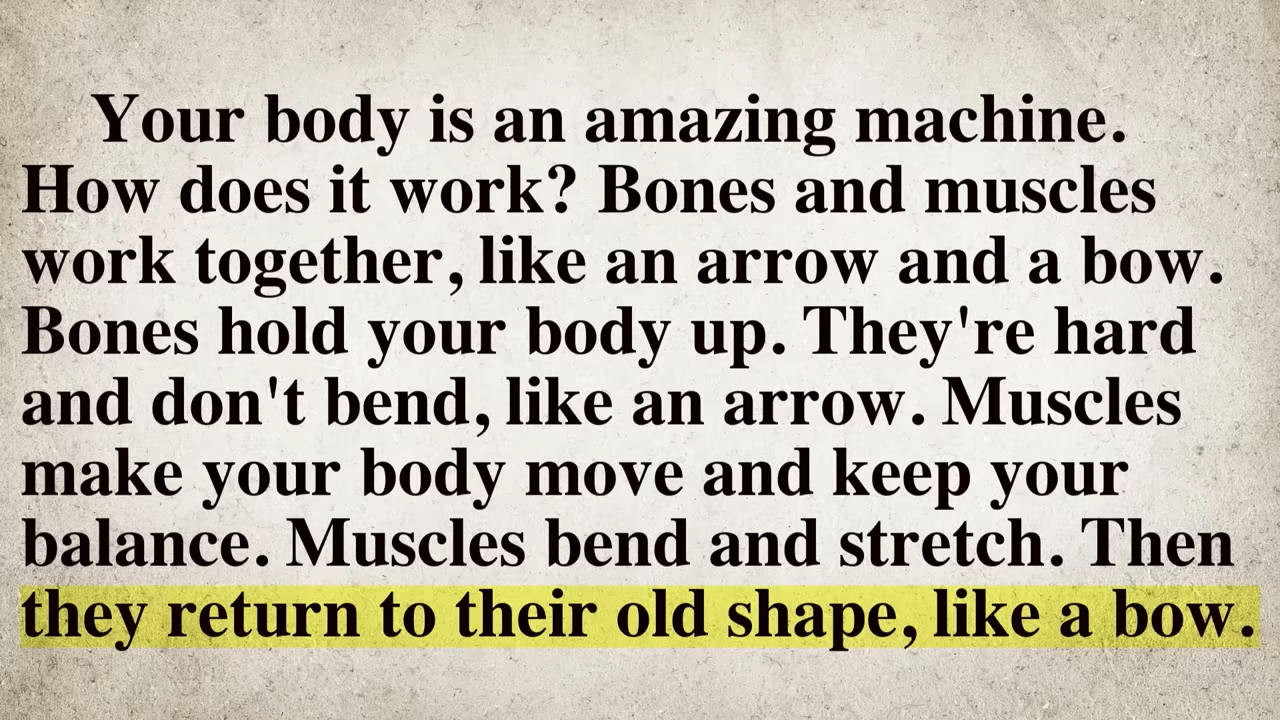 Your body is an amazing machine.
How does it work? Bones and muscles
work together, like an arrow and a bow.
Bones hold your body up. They're hard
and don't bend, like an arrow. Muscles
make your body move and keep your
balance. Muscles bend and stretch. Then
they return to their old shape, like a bow.